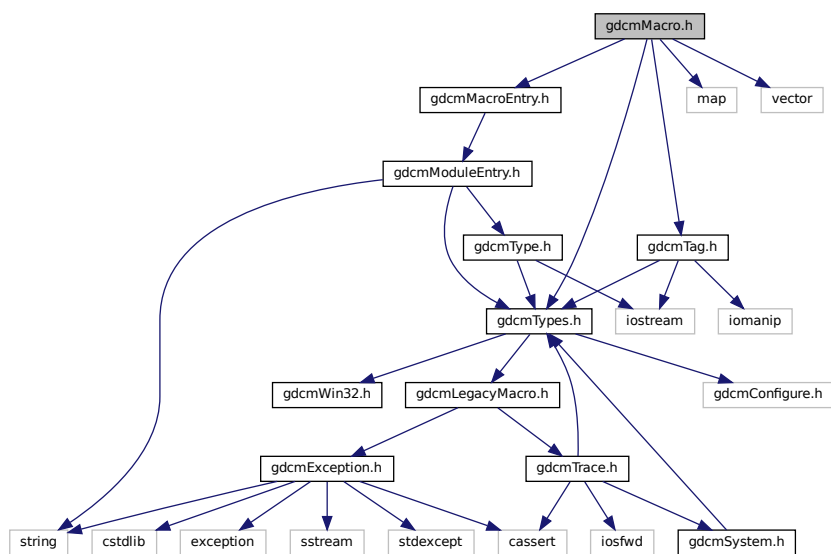 gdcmMacro.h
gdcmMacroEntry.h
map
vector
gdcmModuleEntry.h
gdcmType.h
gdcmTag.h
gdcmTypes.h
iostream
iomanip
gdcmWin32.h
gdcmLegacyMacro.h
gdcmConfigure.h
gdcmException.h
gdcmTrace.h
string
cstdlib
exception
sstream
stdexcept
cassert
iosfwd
gdcmSystem.h